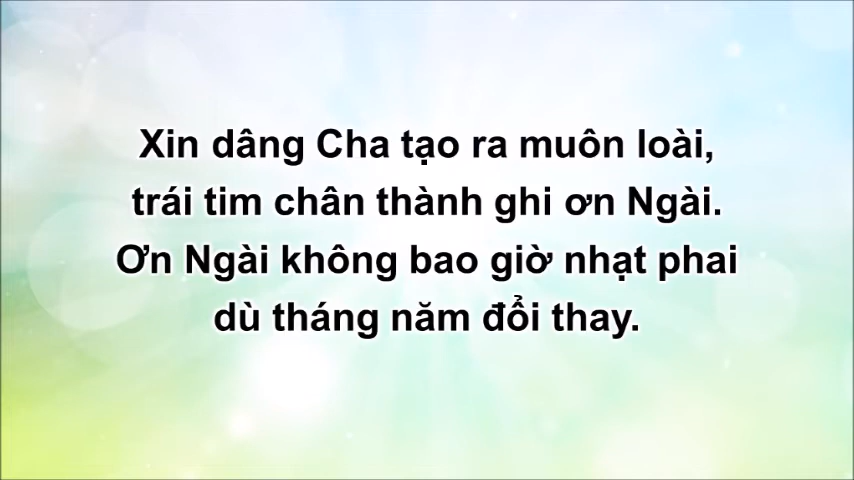 Xin dâng Cha tạo ra muôn loài,
trái tim chân thành ghi ơn Ngài.
Ơn Ngài không bao giờ nhạt phai
dù tháng năm đổi thay.